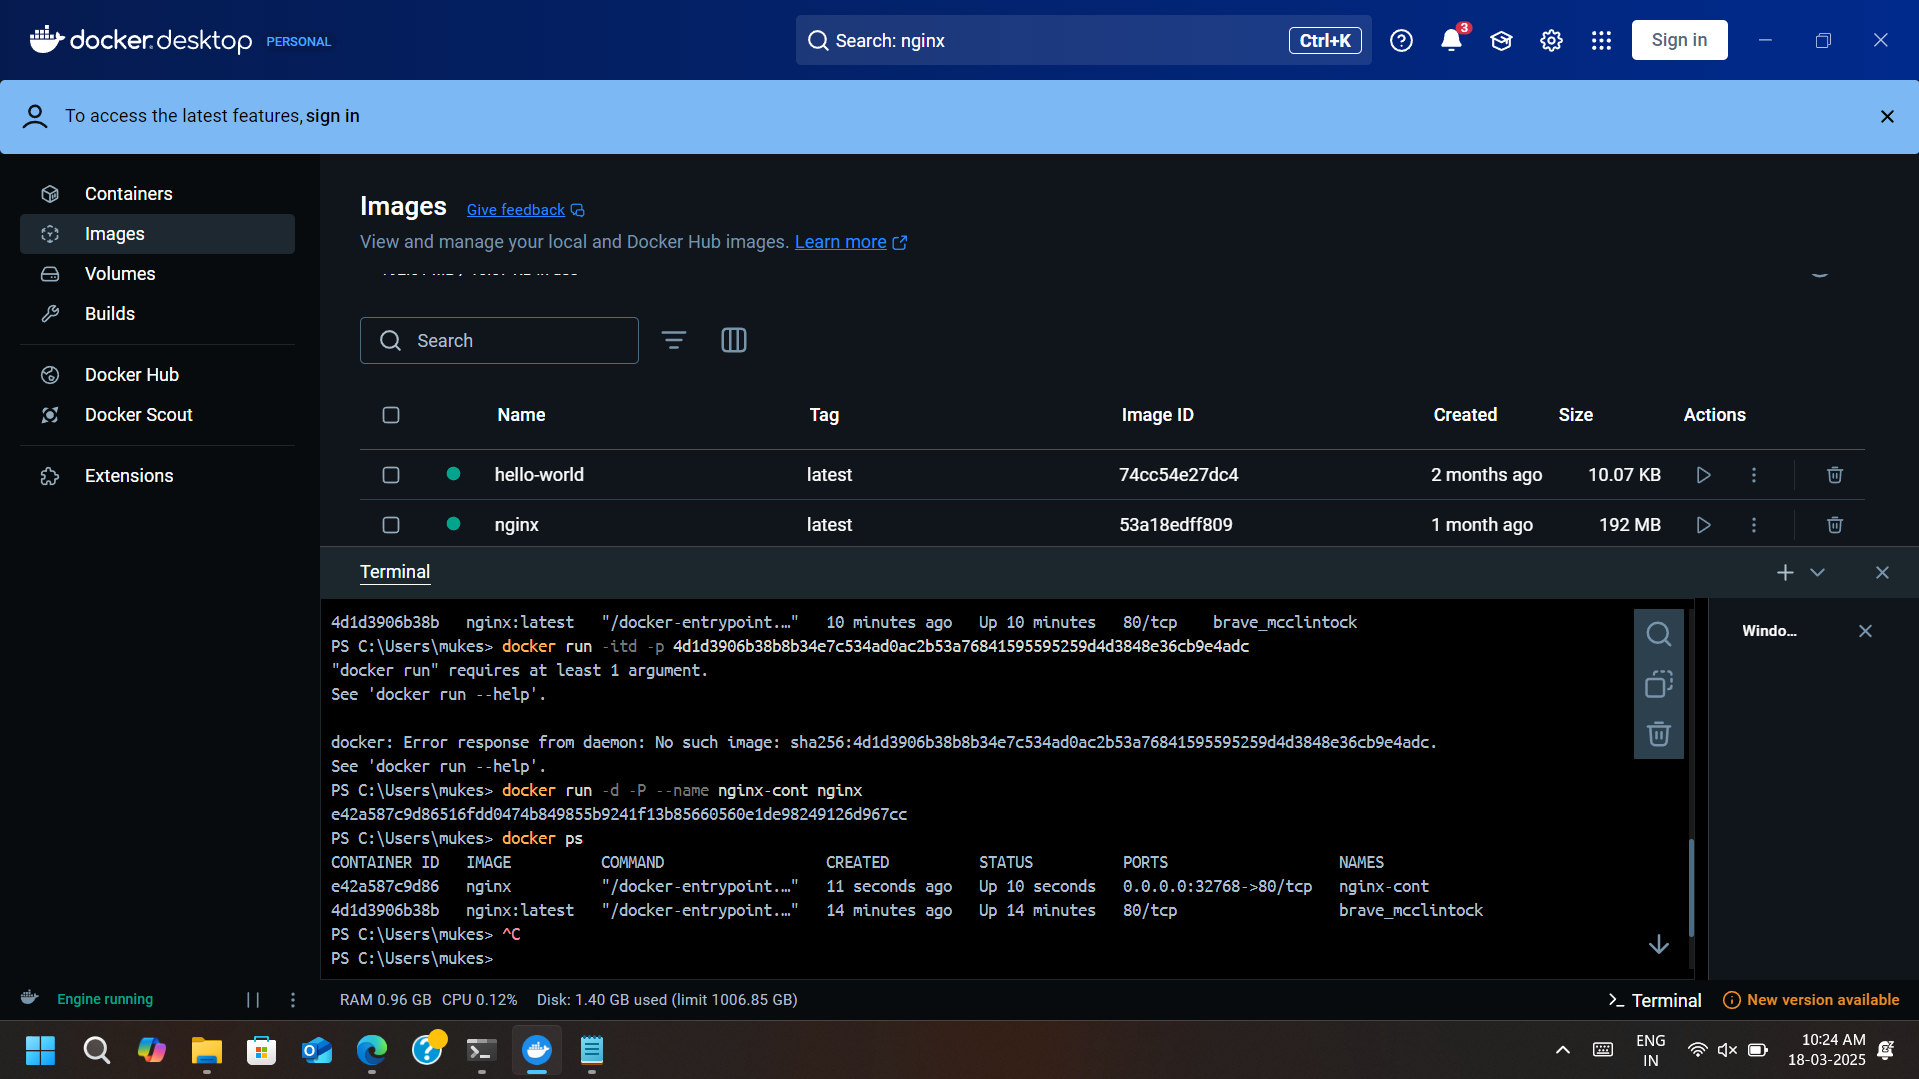 docker.desktop PERSONAL
Search: nginx Ctrl+K
3
Sign in
To access the latest features, sign in
Containers
Images
Volumes
Builds
Docker Hub
Docker Scout
Extensions
Images Give feedback
View and manage your local and Docker Hub images. Learn more
Search
Name Tag Image ID Created Size Actions
hello-world latest 74cc54e27dc4 2 months ago 10.07 KB
nginx latest 53a18edff809 1 month ago 192 MB
Terminal
4d1d3906b38b nginx:latest "/docker-entrypoint.…" 10 minutes ago Up 10 minutes 80/tcp brave_mcclintock
PS C:\Users\mukes> docker run -itd -p 4d1d3906b38b8b34e7c534ad0ac2b53a76841595595259d4d3848e36cb9e4adc
"docker run" requires at least 1 argument.
See 'docker run --help'.
docker: Error response from daemon: No such image: sha256:4d1d3906b38b8b34e7c534ad0ac2b53a76841595595259d4d3848e36cb9e4adc.
See 'docker run --help'.
PS C:\Users\mukes> docker run -d -P --name nginx-cont nginx
e42a587c9d86516fdd0474b849855b9241f13b85660560e1de98249126d967cc
PS C:\Users\mukes> docker ps
CONTAINER ID IMAGE COMMAND CREATED STATUS PORTS NAMES
e42a587c9d86 nginx "/docker-entrypoint.…" 11 seconds ago Up 10 seconds 0.0.0.0:32768->80/tcp nginx-cont
4d1d3906b38b nginx:latest "/docker-entrypoint.…" 14 minutes ago Up 14 minutes 80/tcp brave_mcclintock
PS C:\Users\mukes> ^C
PS C:\Users\mukes>
Windo...
Engine running
RAM 0.96 GB CPU 0.12% Disk: 1.40 GB used (limit 1006.85 GB)
Terminal
New version available
ENG
IN
10:24 AM
18-03-2025